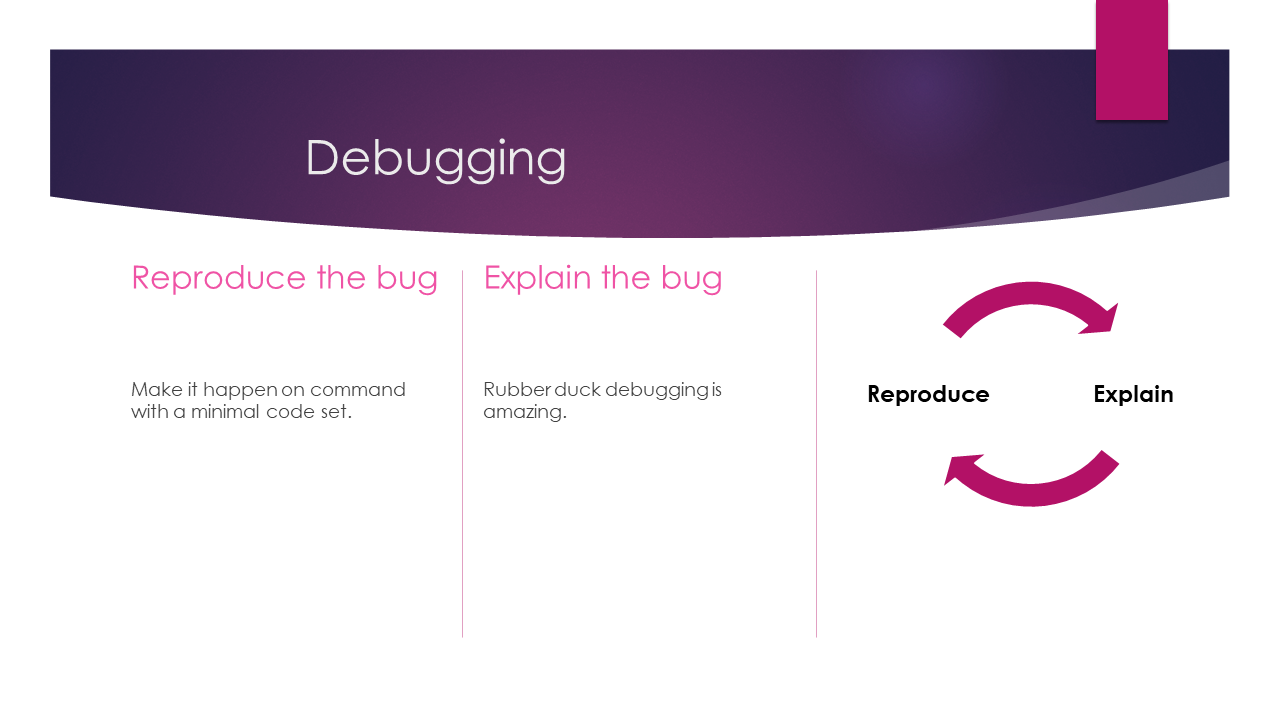 Debugging
Reproduce the bug
Make it happen on command
with a minimal code set.
Explain the bug
Rubber duck debugging is
amazing.
Reproduce
Explain